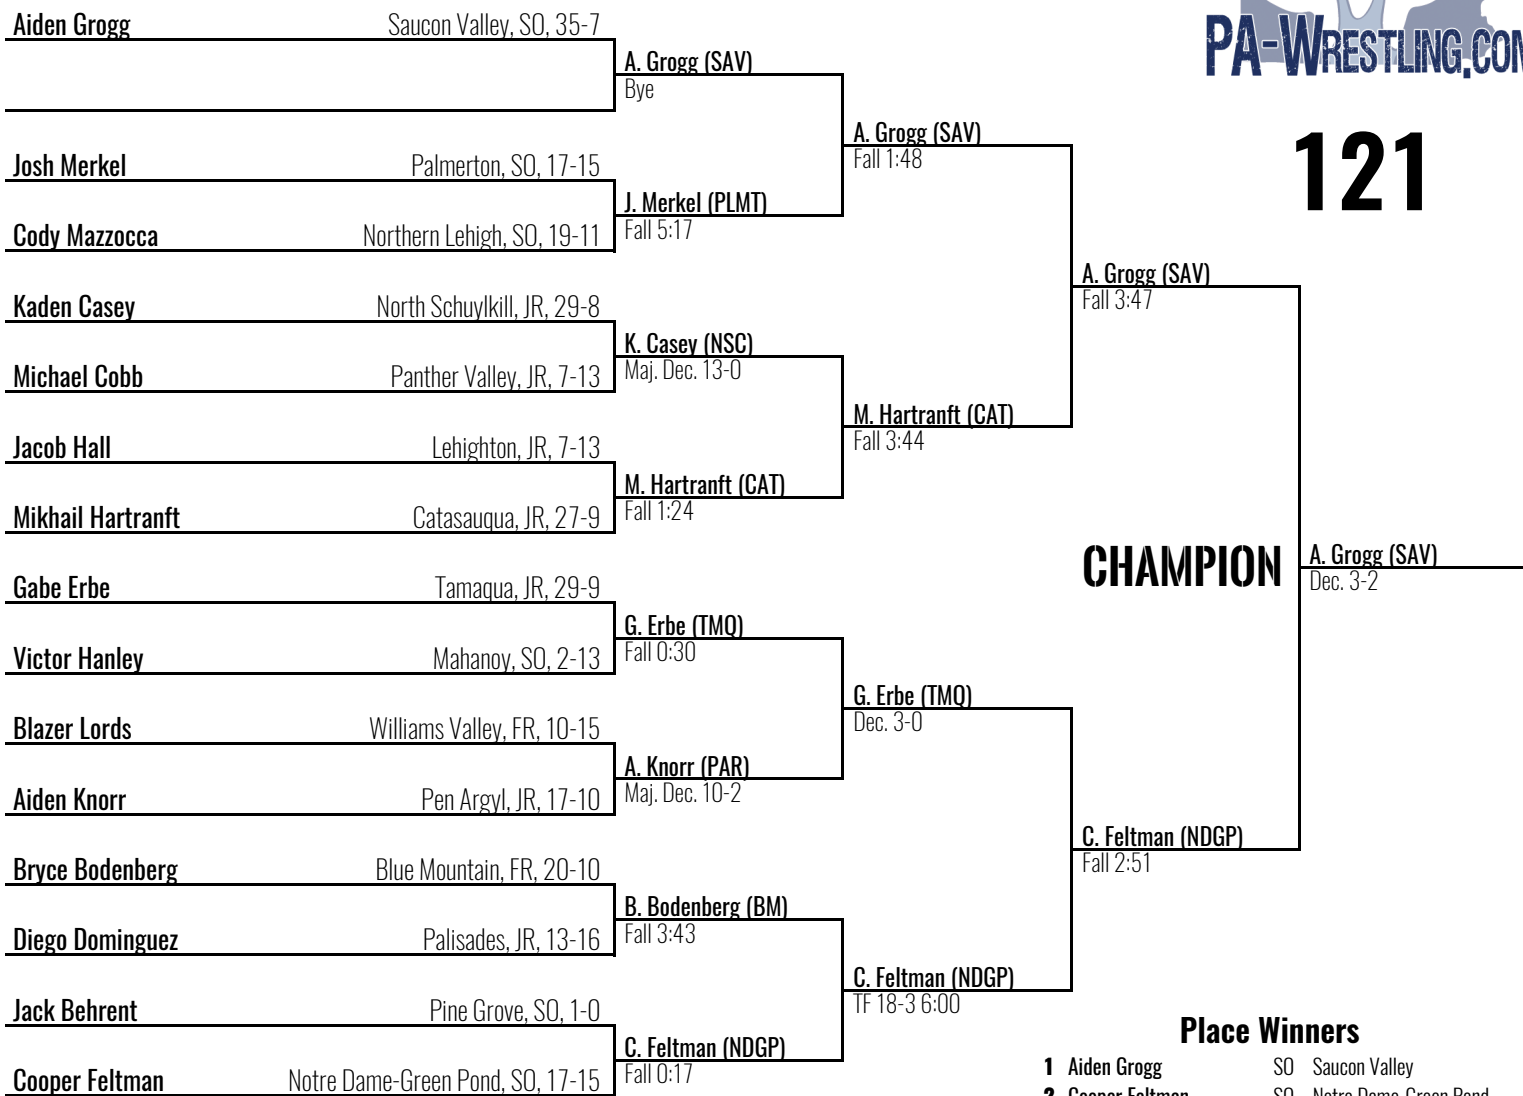 PA-WRESTLING.COM
121
Aiden Grogg Saucon Valley, SO, 35-7
A. Grogg (SAV)
Bye
A. Grogg (SAV)
Fall 1:48
Josh Merkel Palmerton, SO, 17-15
J. Merkel (PLMT)
Fall 5:17
Cody Mazzocca Northern Lehigh, SO, 19-11
A. Grogg (SAV)
Fall 3:47
Kaden Casey North Schuylkill, JR, 29-8
K. Casey (NSC)
Maj. Dec. 13-0
Michael Cobb Panther Valley, JR, 7-13
M. Hartranft (CAT)
Fall 3:44
Jacob Hall Lehighton, JR, 7-13
M. Hartranft (CAT)
Fall 1:24
Mikhail Hartranft Catasauqua, JR, 27-9
CHAMPION
A. Grogg (SAV)
Dec. 3-2
Gabe Erbe Tamaqua, JR, 29-9
G. Erbe (TMQ)
Fall 0:30
Victor Hanley Mahanoy, SO, 2-13
G. Erbe (TMQ)
Dec. 3-0
Blazer Lords Williams Valley, FR, 10-15
A. Knorr (PAR)
Maj. Dec. 10-2
Aiden Knorr Pen Argyl, JR, 17-10
C. Feltman (NDGP)
Fall 2:51
Bryce Bodenberg Blue Mountain, FR, 20-10
B. Bodenberg (BM)
Fall 3:43
Diego Dominguez Palisades, JR, 13-16
C. Feltman (NDGP)
TF 18-3 6:00
Jack Behrent Pine Grove, SO, 1-0
C. Feltman (NDGP)
Fall 0:17
Cooper Feltman Notre Dame-Green Pond, SO, 17-15
Place Winners
1 Aiden Grogg SO Saucon Valley
2 Cooper Feltman SO Notre Dame-Green Pond